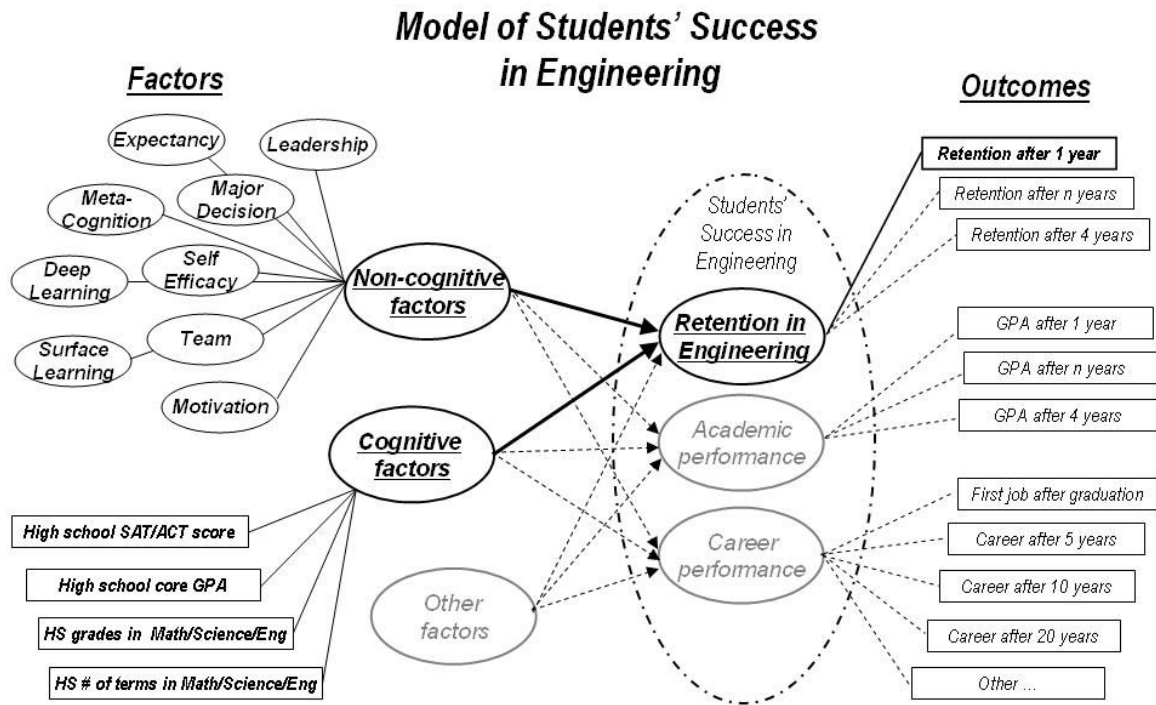 Model of Students' Success
in Engineering
Factors
Expectancy
Leadership
Meta-
Cognition
Major
Decision
Deep
Learning
Self
Efficacy
Surface
Learning
Team
Motivation
Non-cognitive
factors
Cognitive
factors
High school SAT/ACT score
High school core GPA
HS grades in Math/Science/Eng
HS # of terms in Math/Science/Eng
Other
factors
Students'
Success in
Engineering
Retention in
Engineering
Academic
performance
Career
performance
Outcomes
Retention after 1 year
Retention after n years
Retention after 4 years
GPA after 1 year
GPA after n years
GPA after 4 years
First job after graduation
Career after 5 years
Career after 10 years
Career after 20 years
Other ...